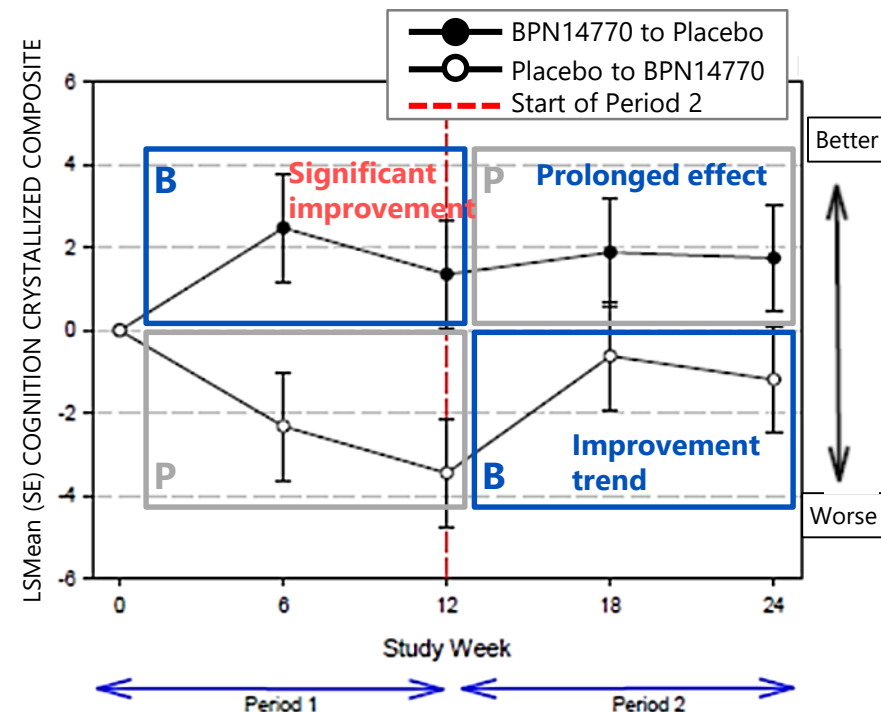 BPN14770 to Placebo
Placebo to BPN14770
Start of Period 2
LSMean (SE) COGNITION CRYSTALLIZED COMPOSITE
6
4
2
0
-2
-4
-6
B
Significant
improvement
P
Prolonged effect
P
B
Improvement
trend
Better
Worse
0
6
12
18
24
Study Week
Period 1
Period 2